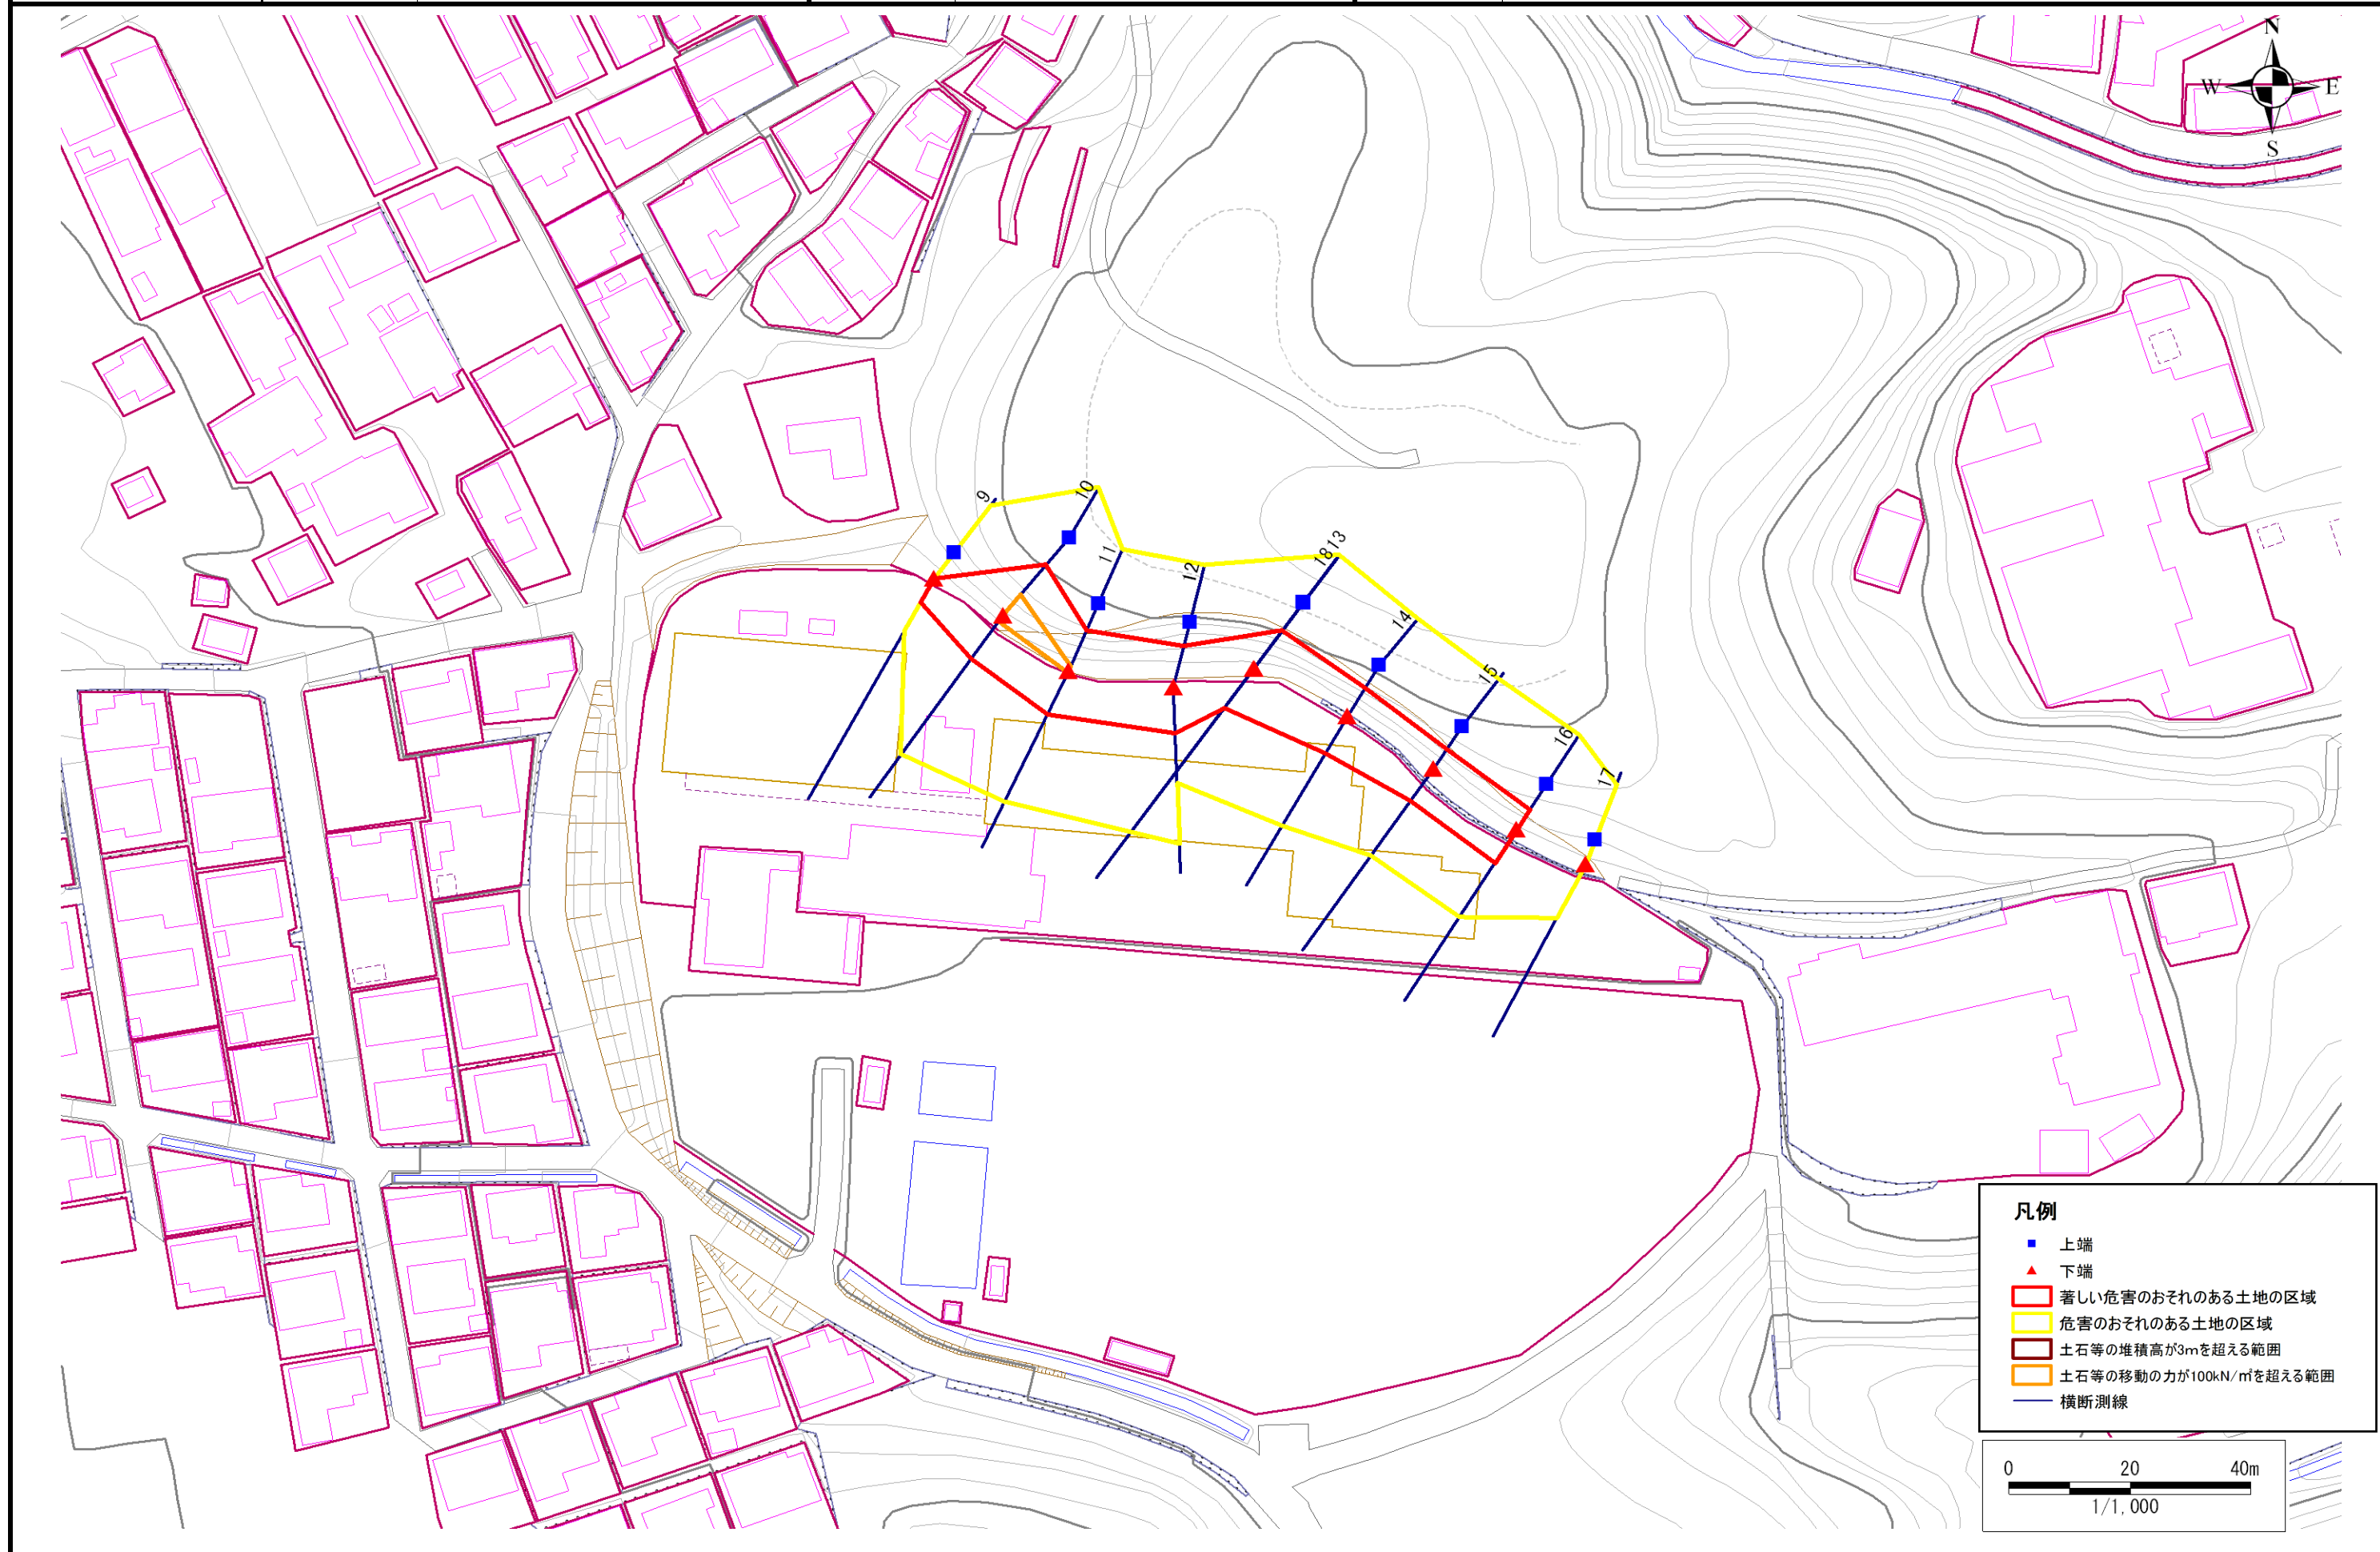 N
W E
S
9
10
11
12
1813
14
15
16
17
凡例
上端
下端
著しい危害のおそれのある土地の区域
危害のおそれのある土地の区域
土石等の堆積高が3mを超える範囲
土石等の移動の力が100kN/㎡を超える範囲
横断測線
0 20 40m
1/1,000